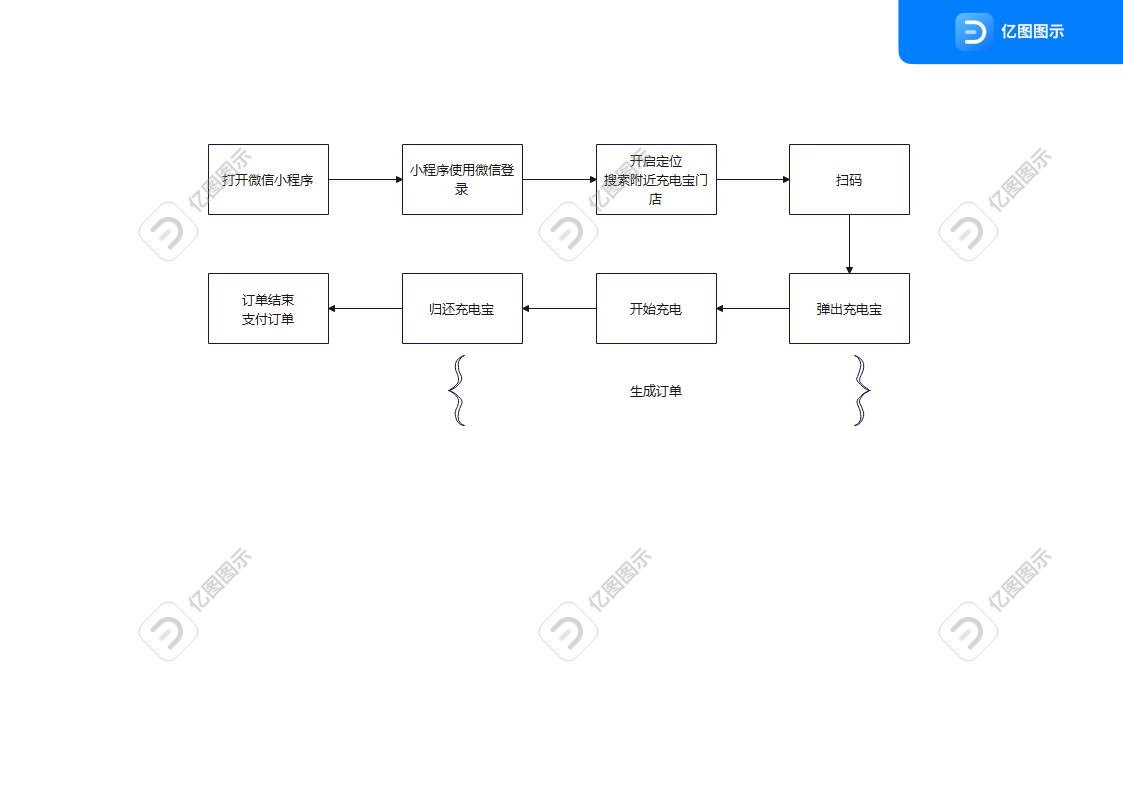 亿图图示
打开微信小程序
小程序使用微信登
录
开启定位
搜索附近充电宝门
店
扫码
订单结束
支付订单
归还充电宝
开始充电
弹出充电宝
生成订单
亿图图示
亿图图示
亿图图示
亿图图示
亿图图示
亿图图示